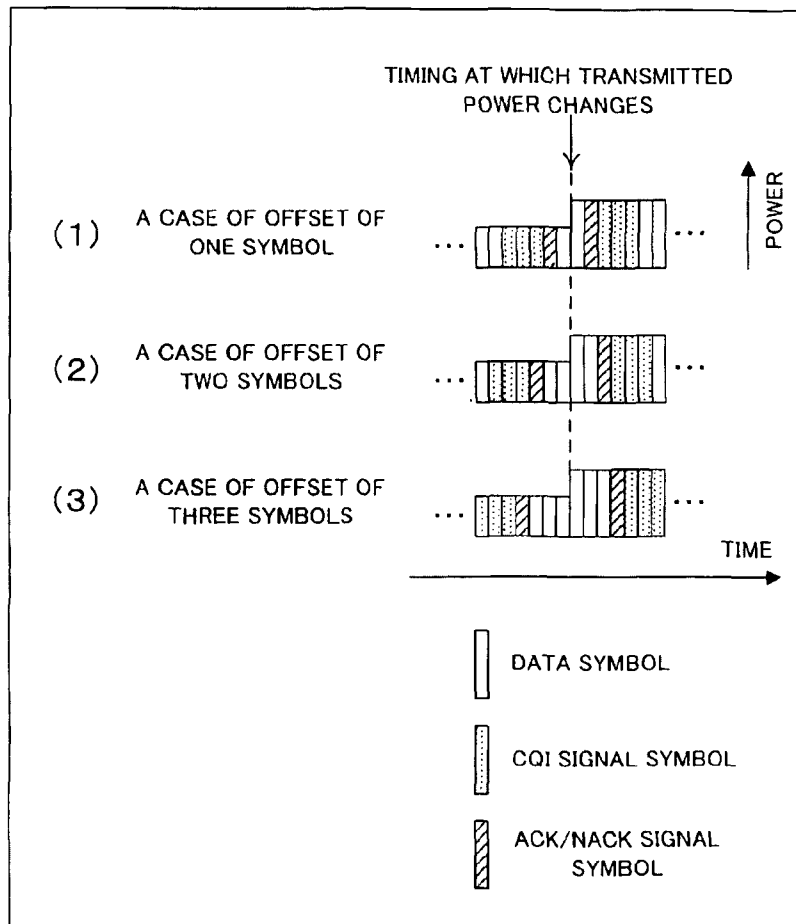 TIMING AT WHICH TRANSMITTED
POWER CHANGES
POWER
(1)
A CASE OF OFFSET OF
ONE SYMBOL
... ...
(2)
A CASE OF OFFSET OF
TWO SYMBOLS
... ...
(3)
A CASE OF OFFSET OF
THREE SYMBOLS
... ...
TIME
DATA SYMBOL
CQI SIGNAL SYMBOL
ACK/NACK SIGNAL
SYMBOL